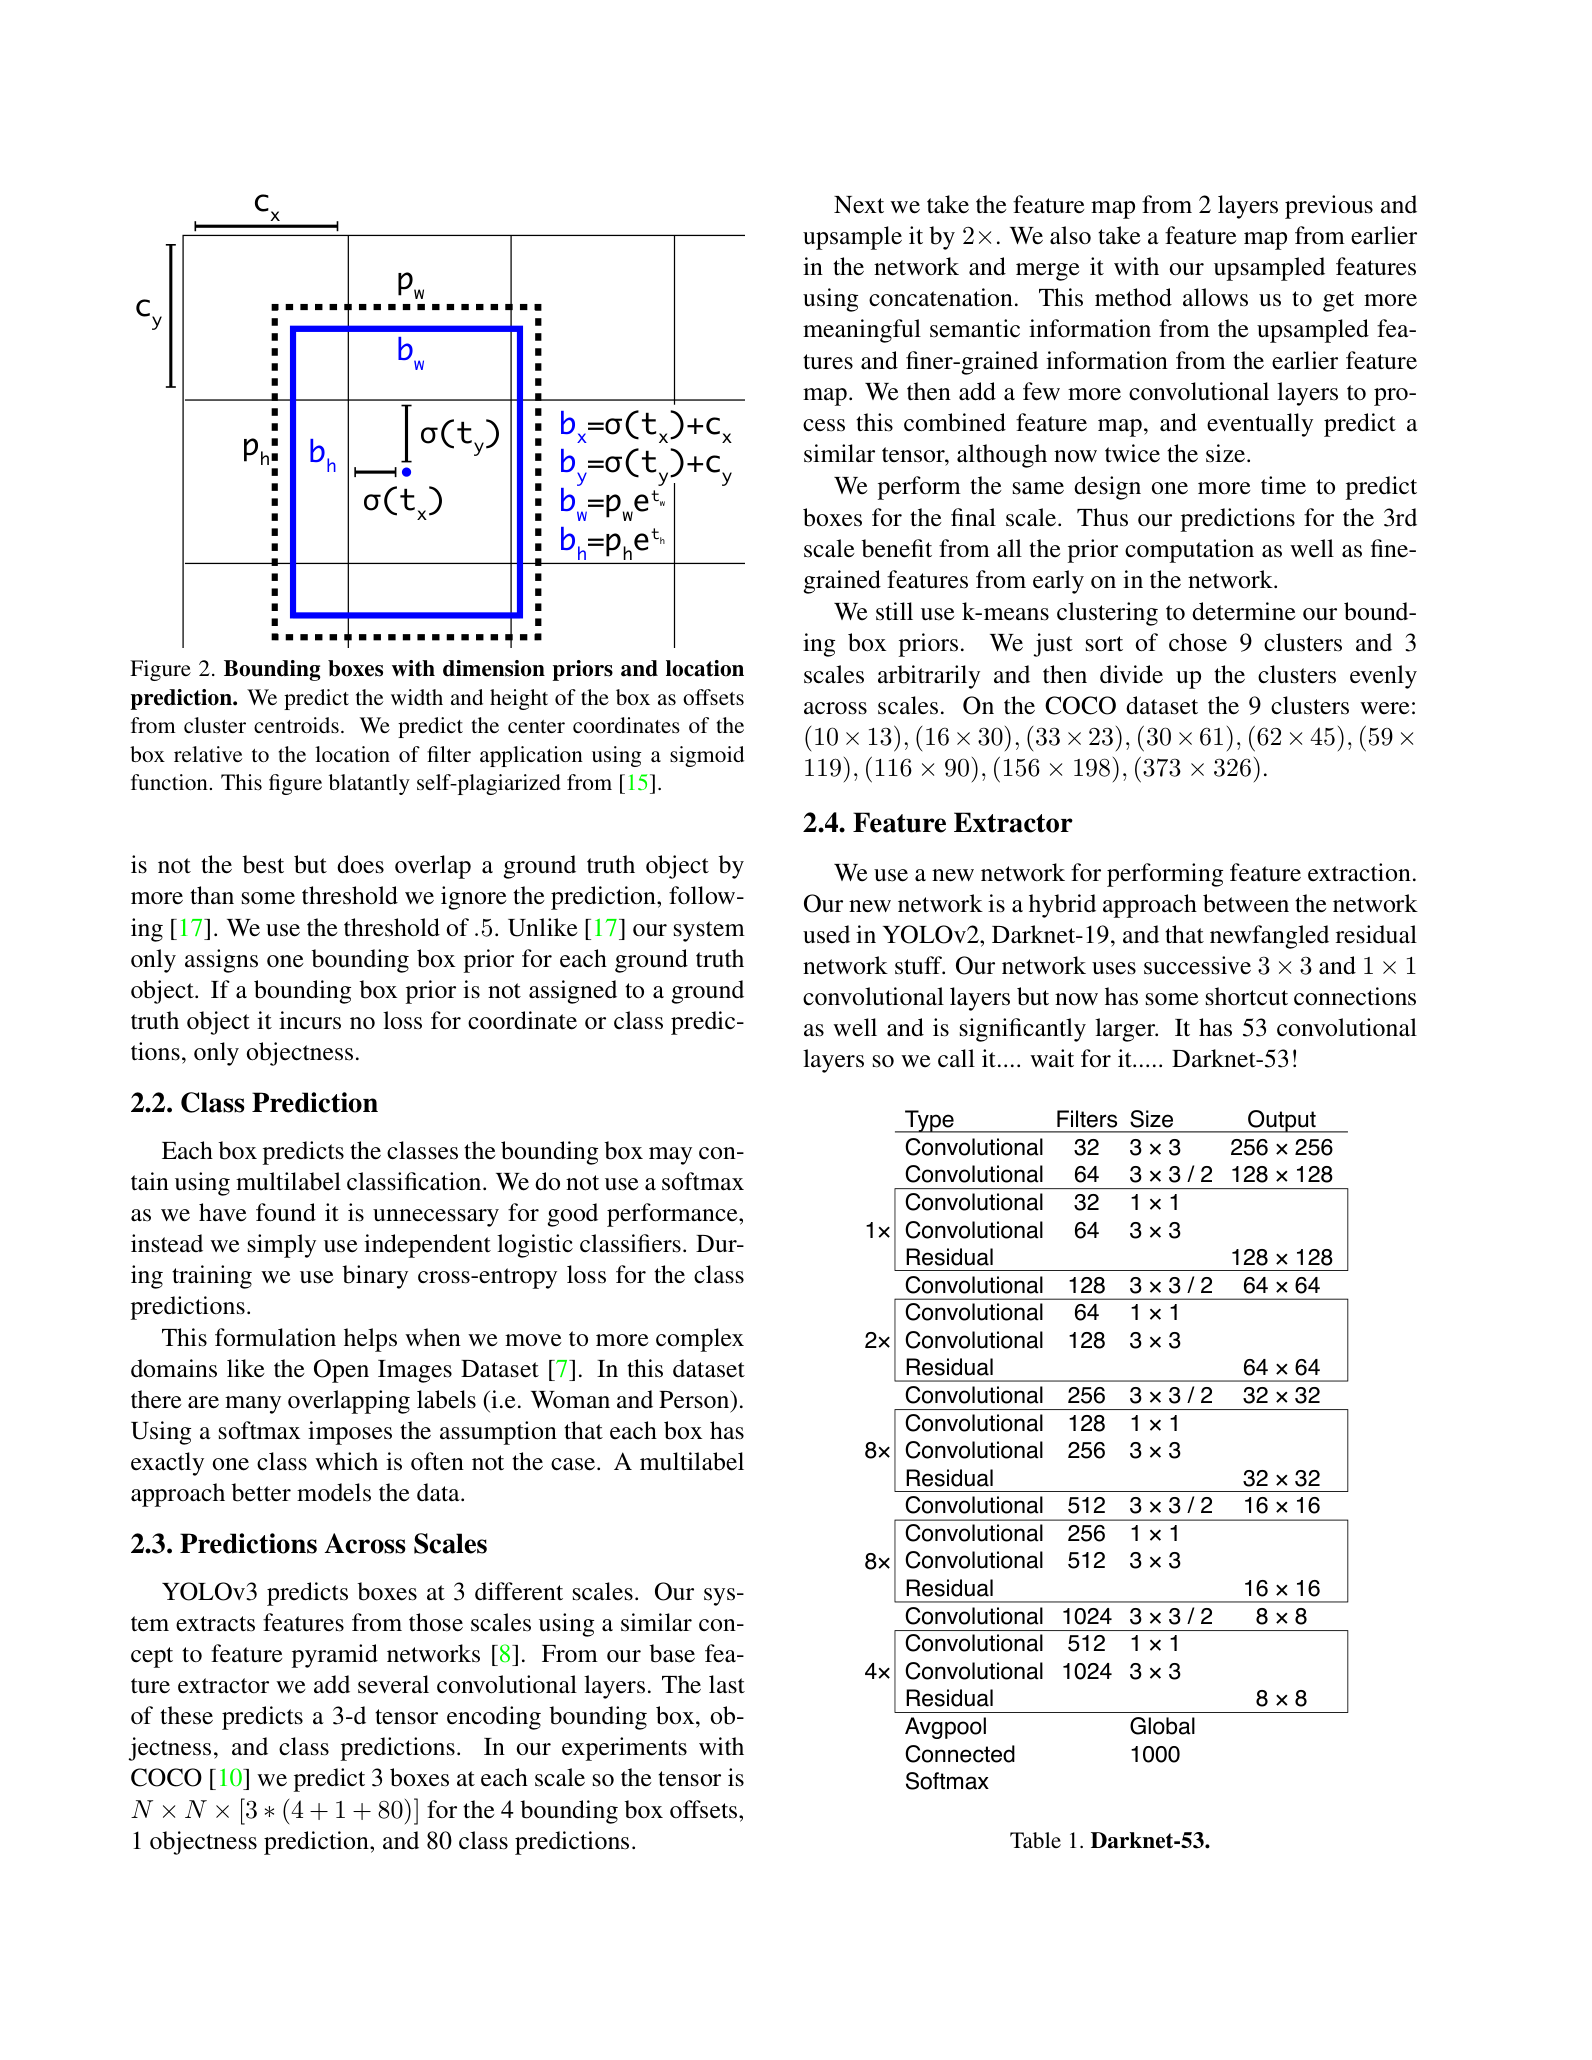 c_x
c_y
p_w
b_w
p_h
b_h
σ(t_y)
σ(t_x)
b_x=σ(t_x)+c_x
b_y=σ(t_y)+c_y
b_w=p_w e^{t_w}
b_h=p_h e^{t_h}
Figure 2. Bounding boxes with dimension priors and location
prediction. We predict the width and height of the box as offsets
from cluster centroids. We predict the center coordinates of the
box relative to the location of filter application using a sigmoid
function. This figure blatantly self-plagiarized from [15].
is not the best but does overlap a ground truth object by
more than some threshold we ignore the prediction, follow-
ing [17]. We use the threshold of .5. Unlike [17] our system
only assigns one bounding box prior for each ground truth
object. If a bounding box prior is not assigned to a ground
truth object it incurs no loss for coordinate or class predic-
tions, only objectness.
2.2. Class Prediction
Each box predicts the classes the bounding box may con-
tain using multilabel classification. We do not use a softmax
as we have found it is unnecessary for good performance,
instead we simply use independent logistic classifiers. Dur-
ing training we use binary cross-entropy loss for the class
predictions.
This formulation helps when we move to more complex
domains like the Open Images Dataset [7]. In this dataset
there are many overlapping labels (i.e. Woman and Person).
Using a softmax imposes the assumption that each box has
exactly one class which is often not the case. A multilabel
approach better models the data.
2.3. Predictions Across Scales
YOLOv3 predicts boxes at 3 different scales. Our sys-
tem extracts features from those scales using a similar con-
cept to feature pyramid networks [8]. From our base fea-
ture extractor we add several convolutional layers. The last
of these predicts a 3-d tensor encoding bounding box, ob-
jectness, and class predictions. In our experiments with
COCO [10] we predict 3 boxes at each scale so the tensor is
N × N × [3 ∗ (4 + 1 + 80)] for the 4 bounding box offsets,
1 objectness prediction, and 80 class predictions.
Next we take the feature map from 2 layers previous and
upsample it by 2×. We also take a feature map from earlier
in the network and merge it with our upsampled features
using concatenation. This method allows us to get more
meaningful semantic information from the upsampled fea-
tures and finer-grained information from the earlier feature
map. We then add a few more convolutional layers to pro-
cess this combined feature map, and eventually predict a
similar tensor, although now twice the size.
We perform the same design one more time to predict
boxes for the final scale. Thus our predictions for the 3rd
scale benefit from all the prior computation as well as fine-
grained features from early on in the network.
We still use k-means clustering to determine our bound-
ing box priors. We just sort of chose 9 clusters and 3
scales arbitrarily and then divide up the clusters evenly
across scales. On the COCO dataset the 9 clusters were:
(10 × 13), (16 × 30), (33 × 23), (30 × 61), (62 × 45), (59 ×
119), (116 × 90), (156 × 198), (373 × 326).
2.4. Feature Extractor
We use a new network for performing feature extraction.
Our new network is a hybrid approach between the network
used in YOLOv2, Darknet-19, and that newfangled residual
network stuff. Our network uses successive 3 × 3 and 1 × 1
convolutional layers but now has some shortcut connections
as well and is significantly larger. It has 53 convolutional
layers so we call it.... wait for it..... Darknet-53!
Type Filters Size Output
Convolutional 32 3 × 3 256 × 256
Convolutional 64 3 × 3 / 2 128 × 128
Convolutional 32 1 × 1
1× Convolutional 64 3 × 3
Residual 128 × 128
Convolutional 128 3 × 3 / 2 64 × 64
Convolutional 64 1 × 1
2× Convolutional 128 3 × 3
Residual 64 × 64
Convolutional 256 3 × 3 / 2 32 × 32
Convolutional 128 1 × 1
8× Convolutional 256 3 × 3
Residual 32 × 32
Convolutional 512 3 × 3 / 2 16 × 16
Convolutional 256 1 × 1
8× Convolutional 512 3 × 3
Residual 16 × 16
Convolutional 1024 3 × 3 / 2 8 × 8
Convolutional 512 1 × 1
4× Convolutional 1024 3 × 3
Residual 8 × 8
Avgpool Global
Connected 1000
Softmax
Table 1. Darknet-53.